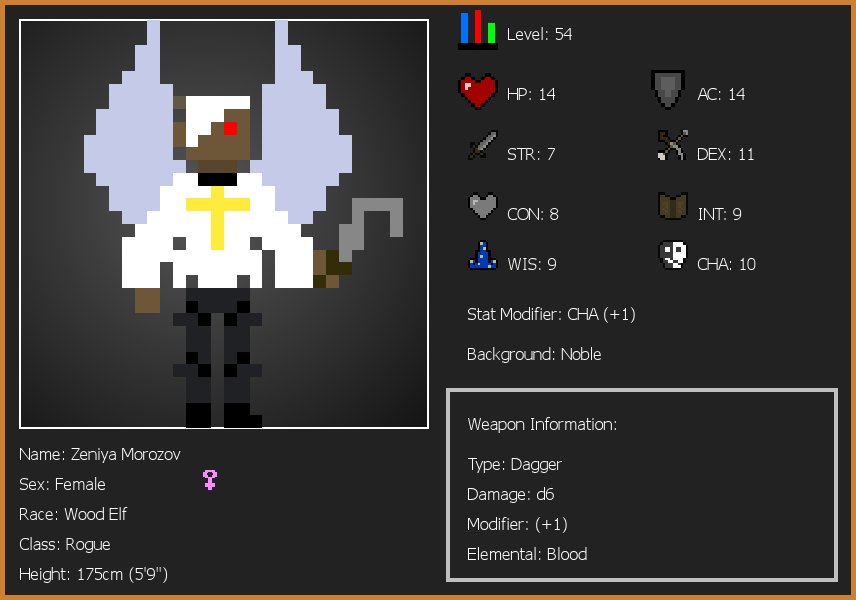 Level: 54
HP: 14
AC: 14
STR: 7
DEX: 11
CON: 8
INT: 9
WIS: 9
CHA: 10
Stat Modifier: CHA (+1)
Background: Noble
Weapon Information:
Type: Dagger
Damage: d6
Modifier: (+1)
Elemental: Blood
Name: Zeniya Morozov
Sex: Female
Race: Wood Elf
Class: Rogue
Height: 175cm (5'9")